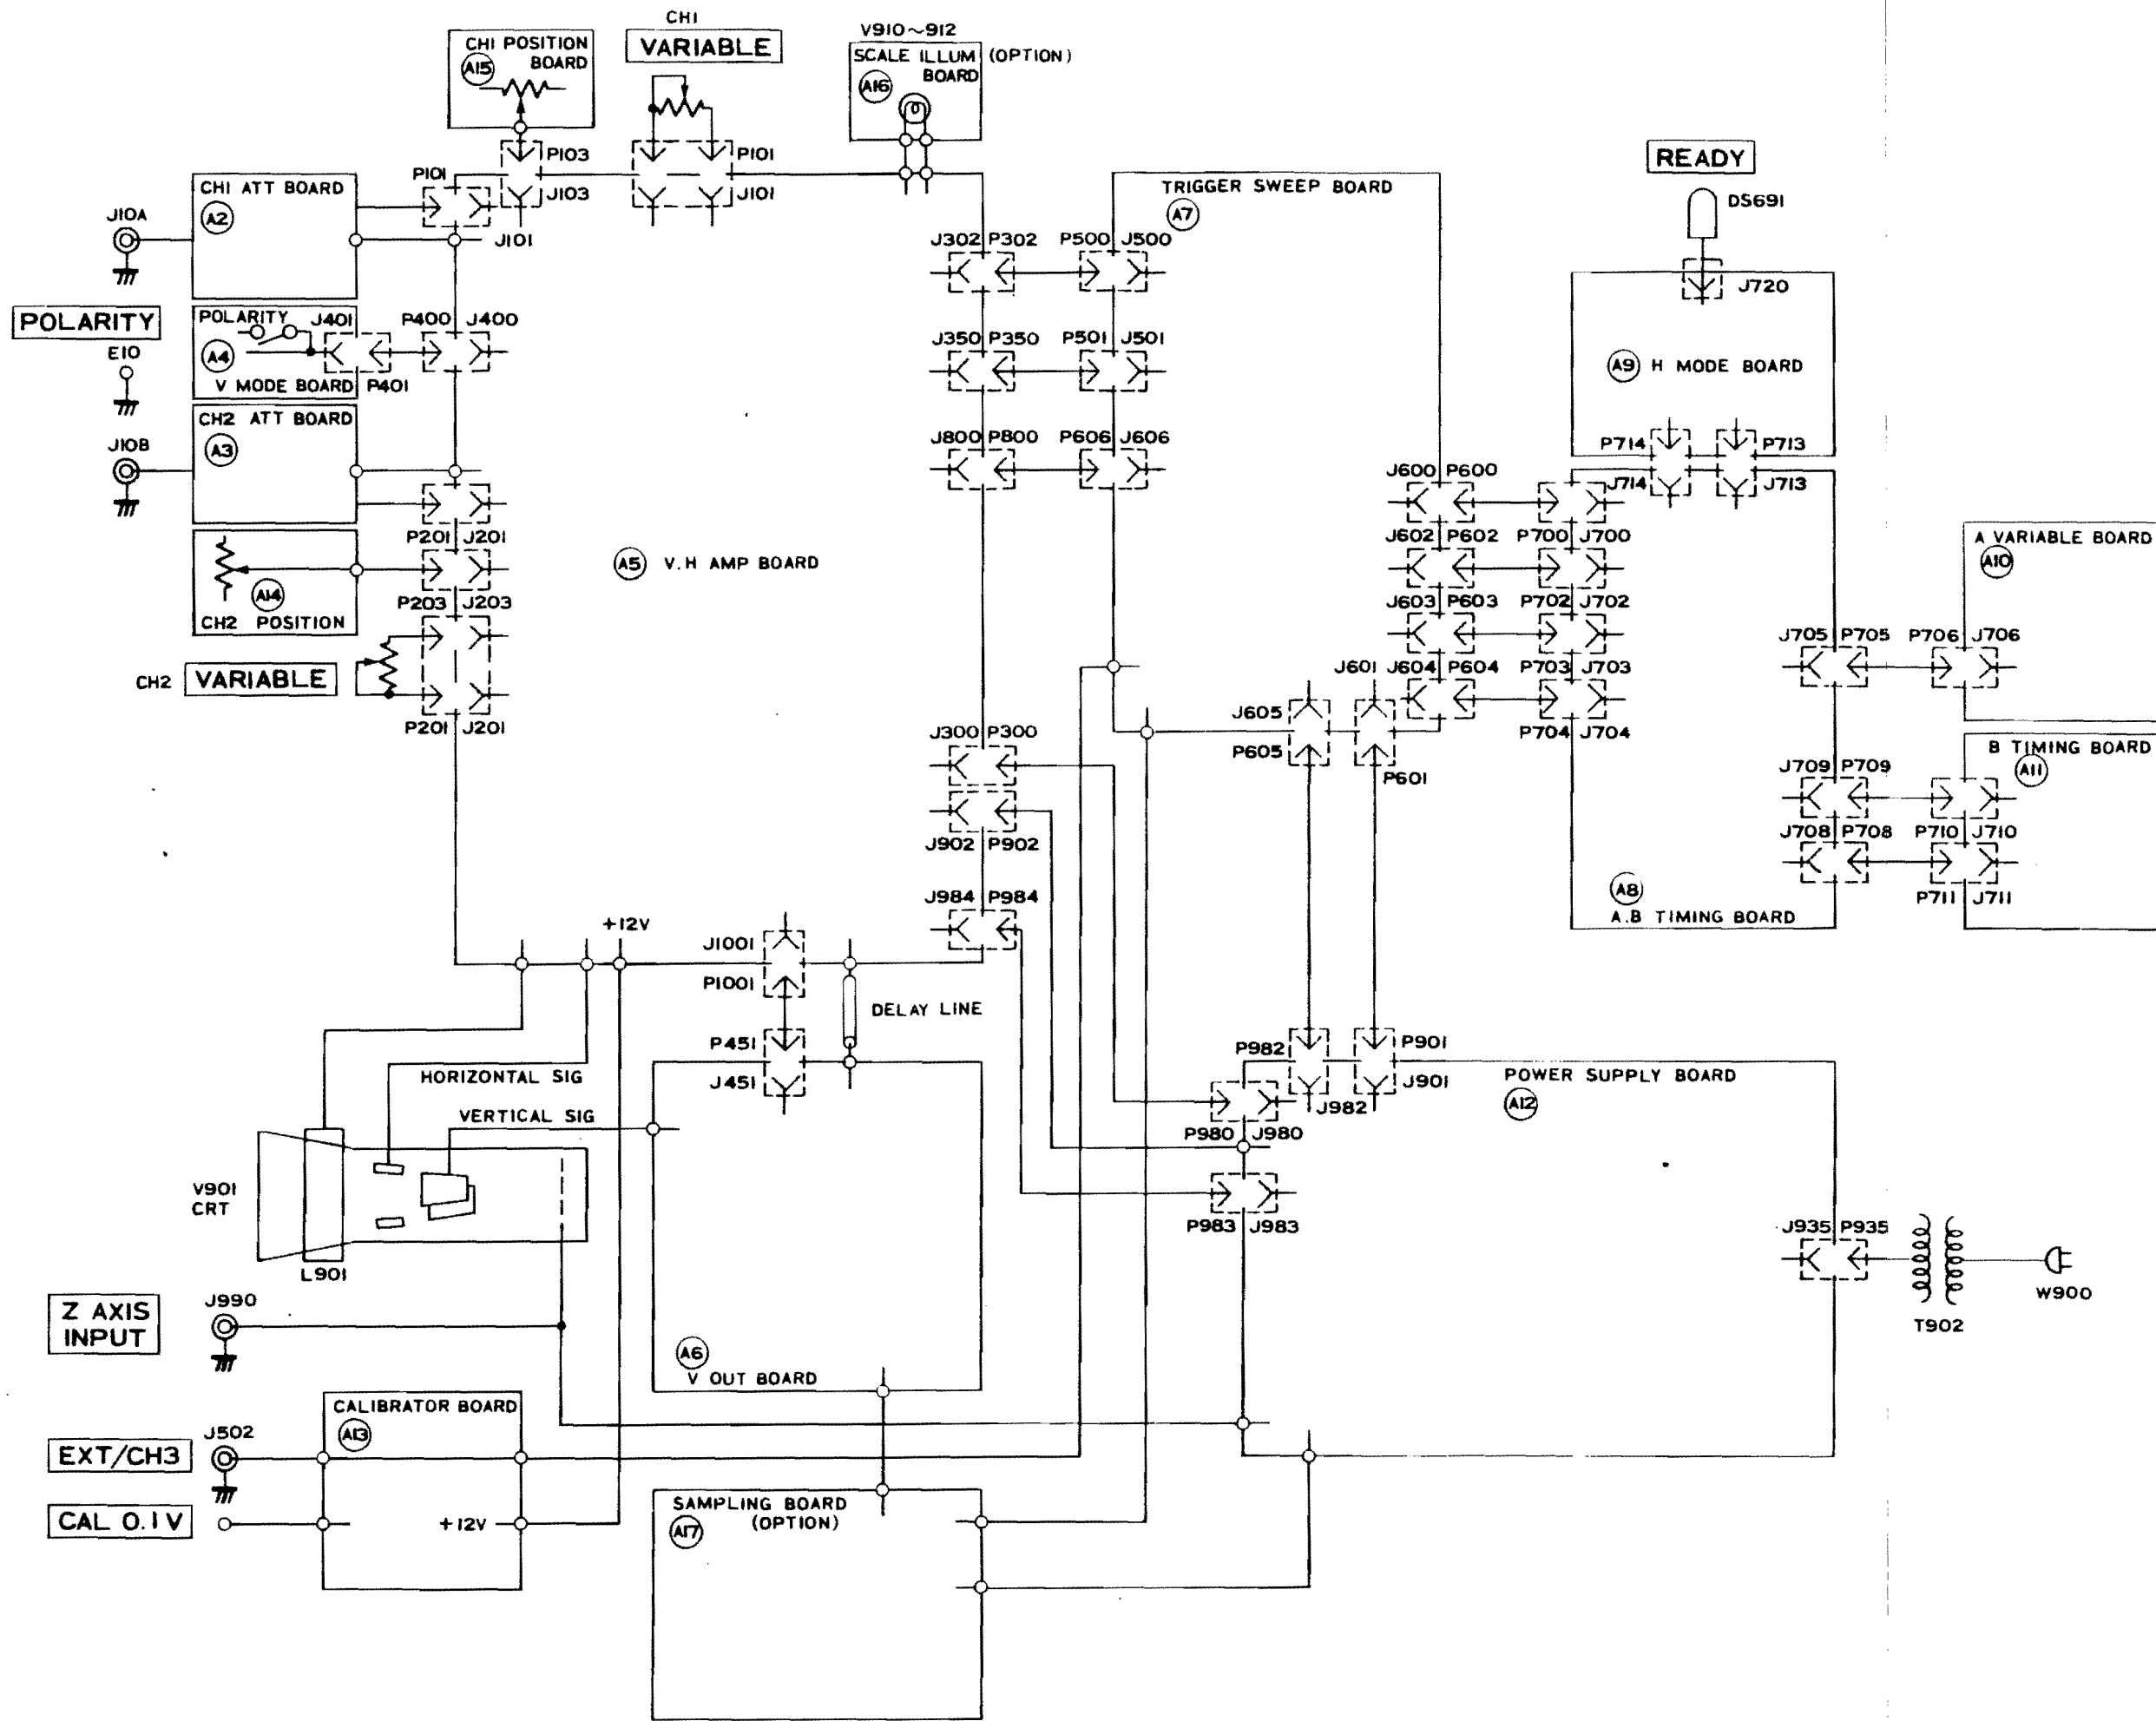 CH1
VARIABLE
CH1 POSITION
BOARD
A15
V910~912
SCALE ILLUM (OPTION)
BOARD
A16
P103
J103
P101
J101
P101
J101
CH1 ATT BOARD
A2
J10A
POLARITY
E10
POLARITY
J401
A4
V MODE BOARD
P401
P400 J400
CH2 ATT BOARD
A3
J10B
P201 J201
A14
CH2 POSITION
P203 J203
CH2 VARIABLE
P201 J201
A5 V.H AMP BOARD
TRIGGER SWEEP BOARD
A7
J302 P302
P500 J500
J350 P350
P501 J501
J800 P800
P606 J606
READY
DS691
J720
A9 H MODE BOARD
P714
P713
J714
J713
J600 P600
J602 P602
P700 J700
J603 P603
P702 J702
J601 J604 P604
P703 J703
P704 J704
J605
P605
P601
A VARIABLE BOARD
A10
J705 P705
P706 J706
B TIMING BOARD
A11
J709 P709
J708 P708
P710 J710
P711 J711
A8
A.B TIMING BOARD
J300 P300
J902 P902
J984 P984
+12V
J1001
P1001
DELAY LINE
P451
J451
HORIZONTAL SIG
VERTICAL SIG
V901
CRT
L901
P982
P901
J982
J901
POWER SUPPLY BOARD
A12
P980 J980
P983 J983
J935 P935
T902
W900
Z AXIS
INPUT
J990
A6
V OUT BOARD
CALIBRATOR BOARD
A13
J502
EXT/CH3
CAL 0.1V
+12V
SAMPLING BOARD
(OPTION)
A17